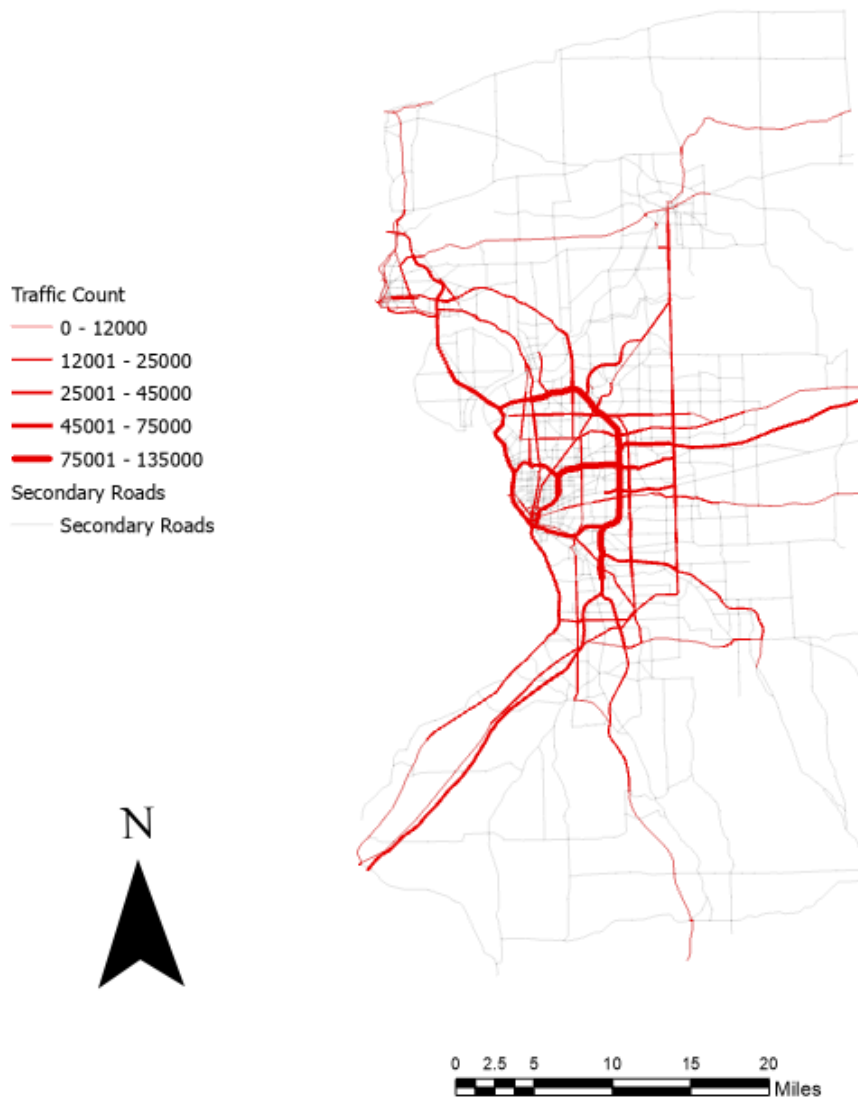 Traffic Count
0 - 12000
12001 - 25000
25001 - 45000
45001 - 75000
75001 - 135000
Secondary Roads
Secondary Roads
N
0 2.5 5 10 15 20
Miles